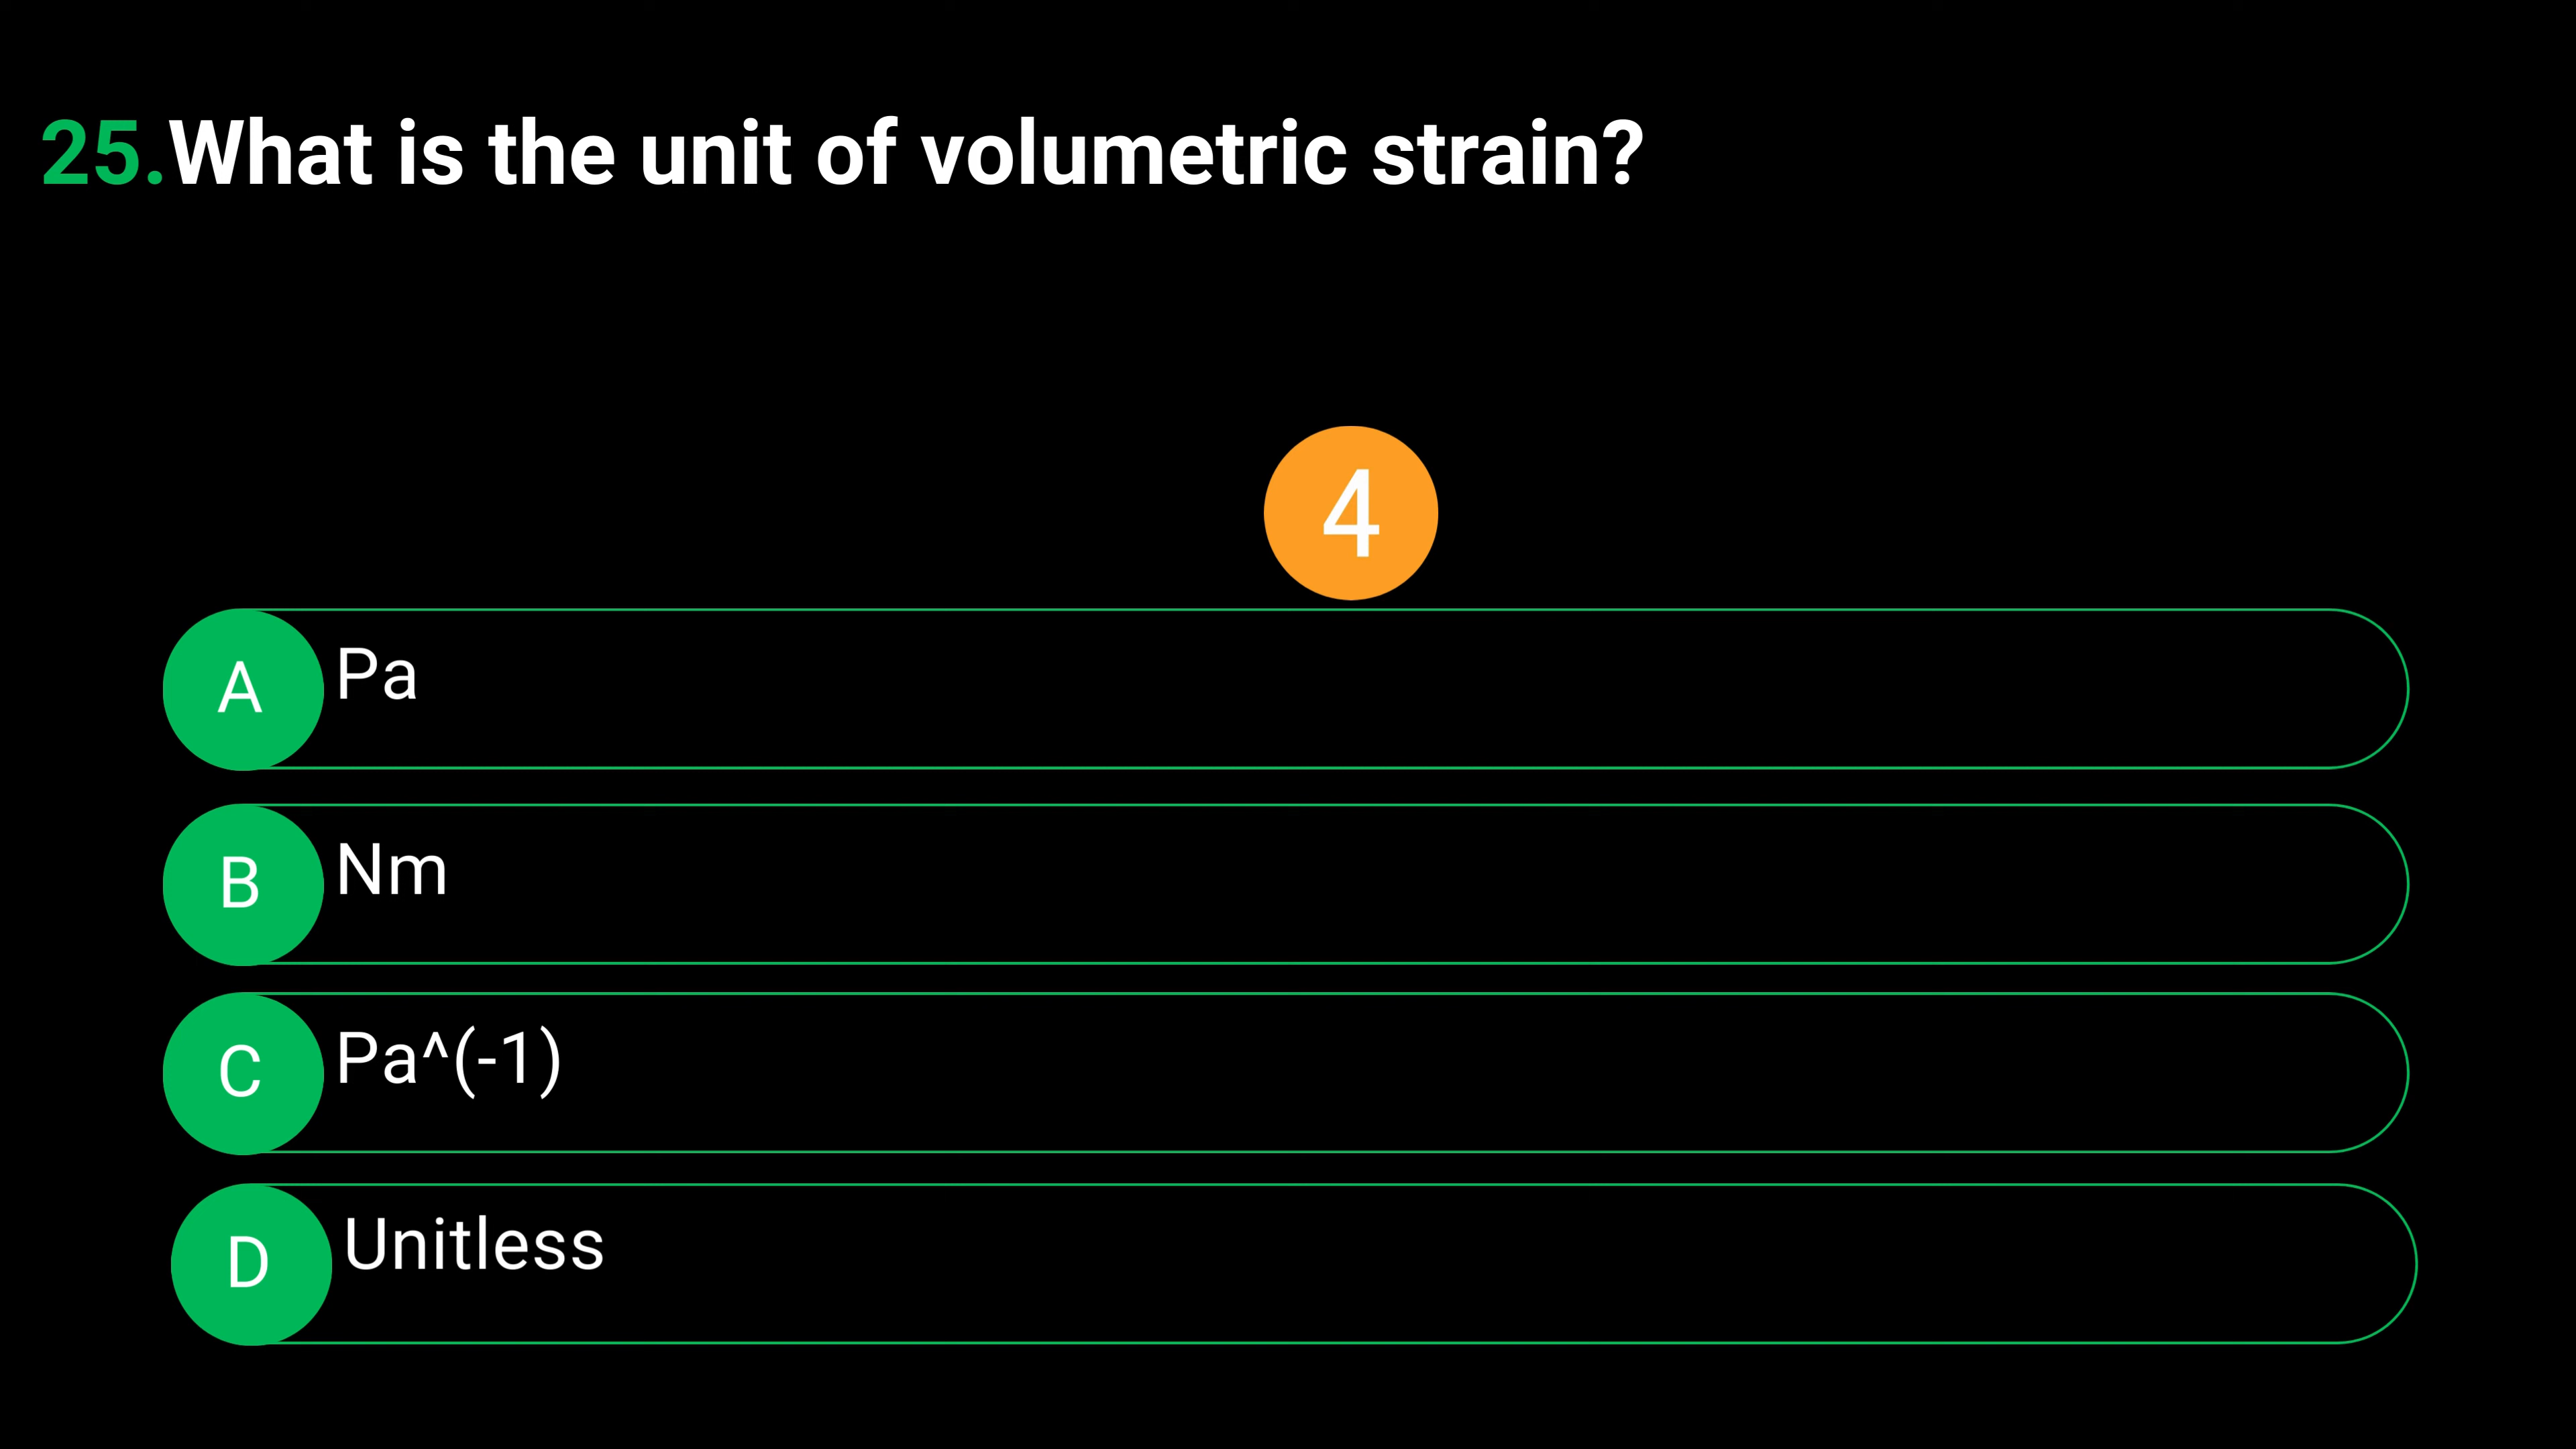 25.What is the unit of volumetric strain?
4
A Pa
B Nm
C Pa^(-1)
D Unitless